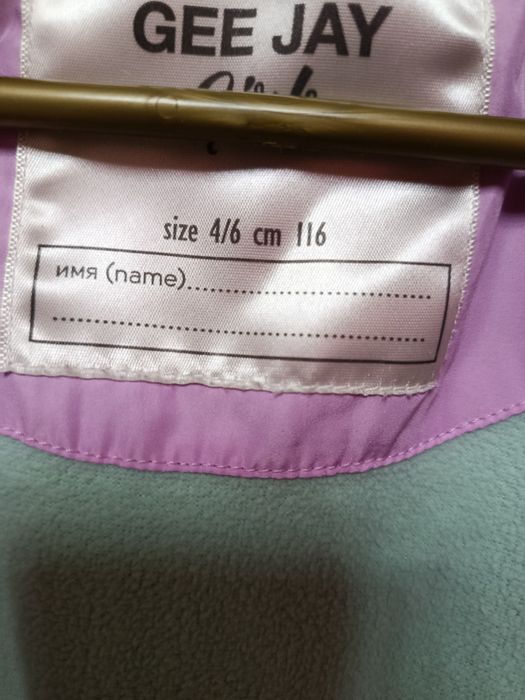 GEE JAY
size 4/6 cm 116
имя (name)..............................
..............................................